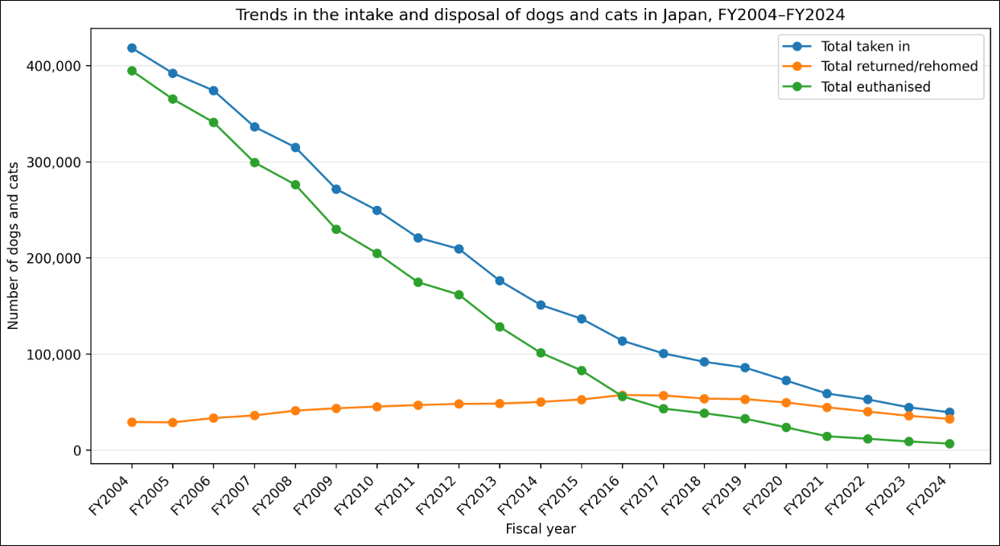 Trends in the intake and disposal of dogs and cats in Japan, FY2004–FY2024
Total taken in
Total returned/rehomed
Total euthanised
Number of dogs and cats
400,000
300,000
200,000
100,000
0
FY2004
FY2005
FY2006
FY2007
FY2008
FY2009
FY2010
FY2011
FY2012
FY2013
FY2014
FY2015
FY2016
FY2017
FY2018
FY2019
FY2020
FY2021
FY2022
FY2023
FY2024
Fiscal year